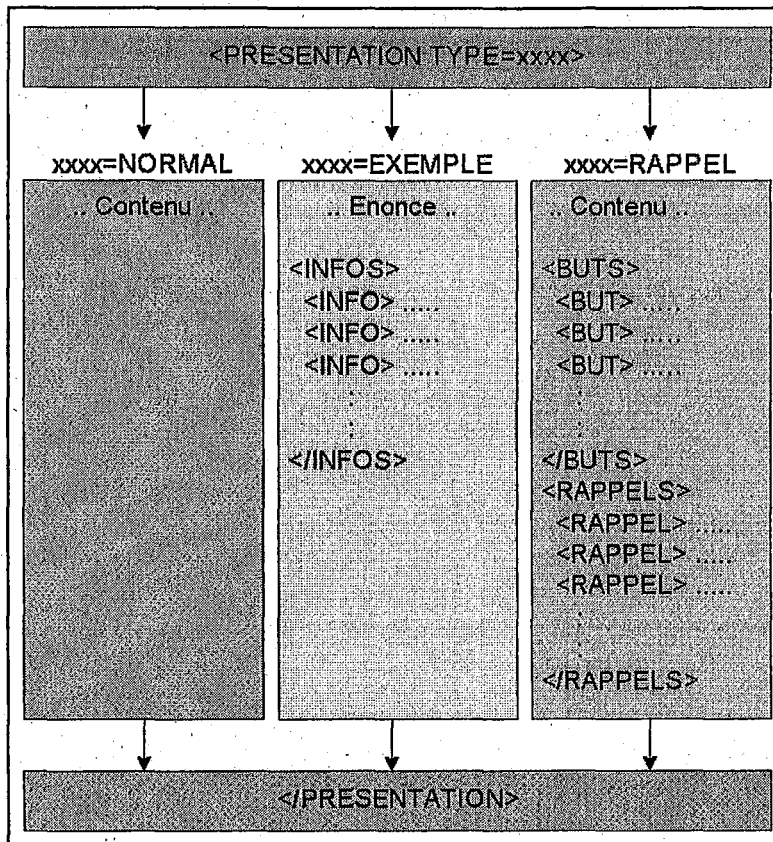 <PRESENTATION TYPE=xxxx>
xxxx=NORMAL
.. Contenu ..
xxxx=EXEMPLE
.. Enonce ..
<INFOS>
<INFO> .....
<INFO> .....
<INFO> .....
</INFOS>
xxxx=RAPPEL
.. Contenu ..
<BUTS>
<BUT> .....
<BUT> .....
<BUT> .....
</BUTS>
<RAPPELS>
<RAPPEL> .....
<RAPPEL> .....
<RAPPEL> .....
</RAPPELS>
</PRESENTATION>